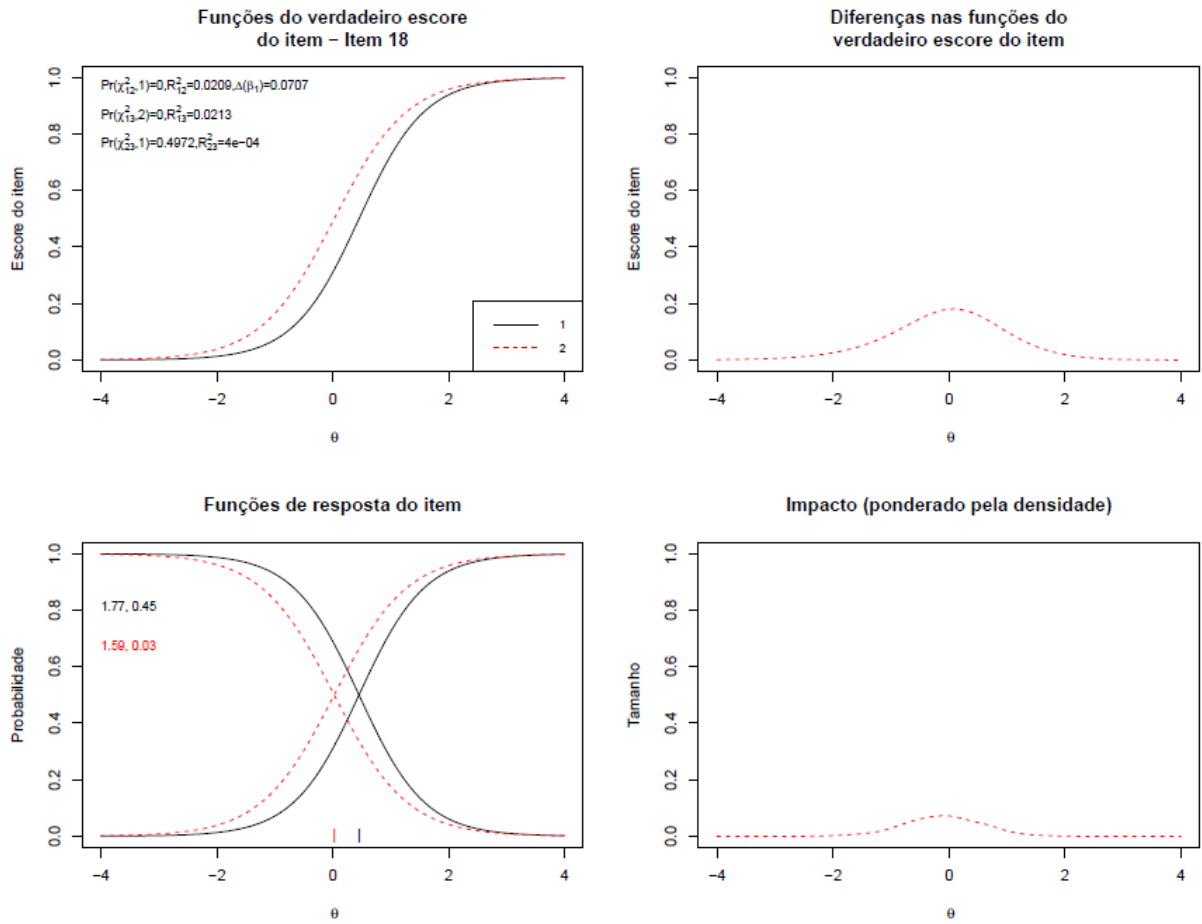 Funções do verdadeiro escore
do item − Item 18
Pr(χ²₁₂,1)=0,R²₁₂=0.0209,Δ(β₁)=0.0707
Pr(χ²₁₃,2)=0,R²₁₃=0.0213
Pr(χ²₂₃,1)=0.4972,R²₂₃=4e−04
Escore do item
1.0
0.8
0.6
0.4
0.2
0.0
1
2
−4
−2
0
2
4
θ
Diferenças nas funções do
verdadeiro escore do item
Escore do item
1.0
0.8
0.6
0.4
0.2
0.0
−4
−2
0
2
4
θ
Funções de resposta do item
Probabilidade
1.0
0.8
0.6
0.4
0.2
0.0
1.77, 0.45
1.59, 0.03
−4
−2
0
2
4
θ
Impacto (ponderado pela densidade)
Tamanho
1.0
0.8
0.6
0.4
0.2
0.0
−4
−2
0
2
4
θ